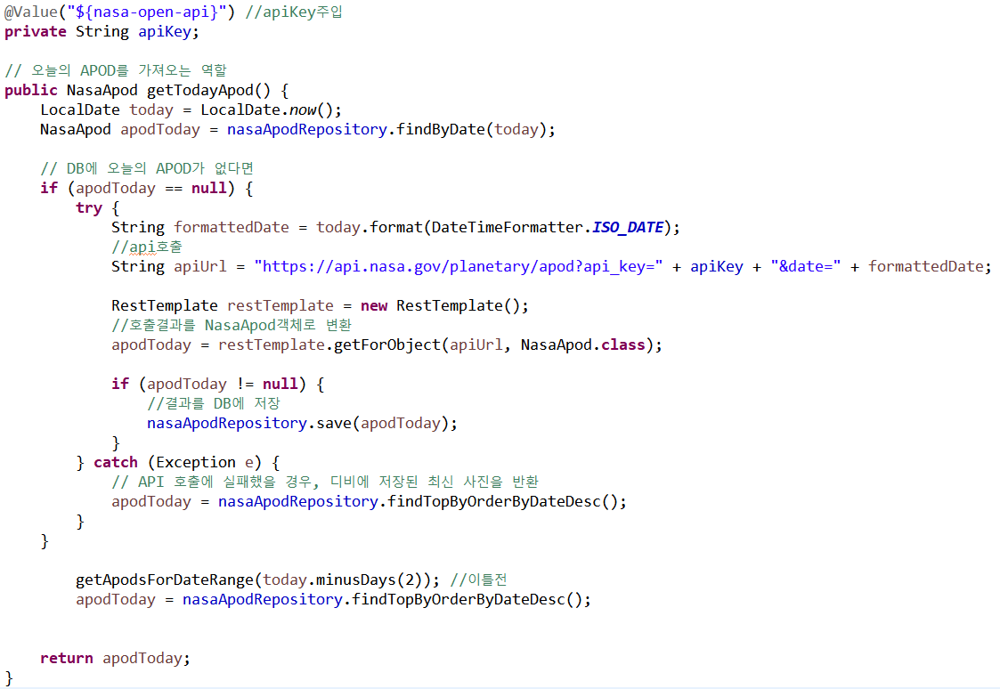 @Value("${nasa-open-api}") //apiKey주입
private String apiKey;
// 오늘의 APOD를 가져오는 역할
public NasaApod getTodayApod() {
LocalDate today = LocalDate.now();
NasaApod apodToday = nasaApodRepository.findByDate(today);
// DB에 오늘의 APOD가 없다면
if (apodToday == null) {
try {
String formattedDate = today.format(DateTimeFormatter.ISO_DATE);
//api호출
String apiUrl = "https://api.nasa.gov/planetary/apod?api_key=" + apiKey + "&date=" + formattedDate;
RestTemplate restTemplate = new RestTemplate();
//호출결과를 NasaApod객체로 변환
apodToday = restTemplate.getForObject(apiUrl, NasaApod.class);
if (apodToday != null) {
//결과를 DB에 저장
nasaApodRepository.save(apodToday);
}
} catch (Exception e) {
// API 호출에 실패했을 경우, 디비에 저장된 최신 사진을 반환
apodToday = nasaApodRepository.findTopByOrderByDateDesc();
}
}
getApodsForDateRange(today.minusDays(2)); //이틀전
apodToday = nasaApodRepository.findTopByOrderByDateDesc();
return apodToday;
}